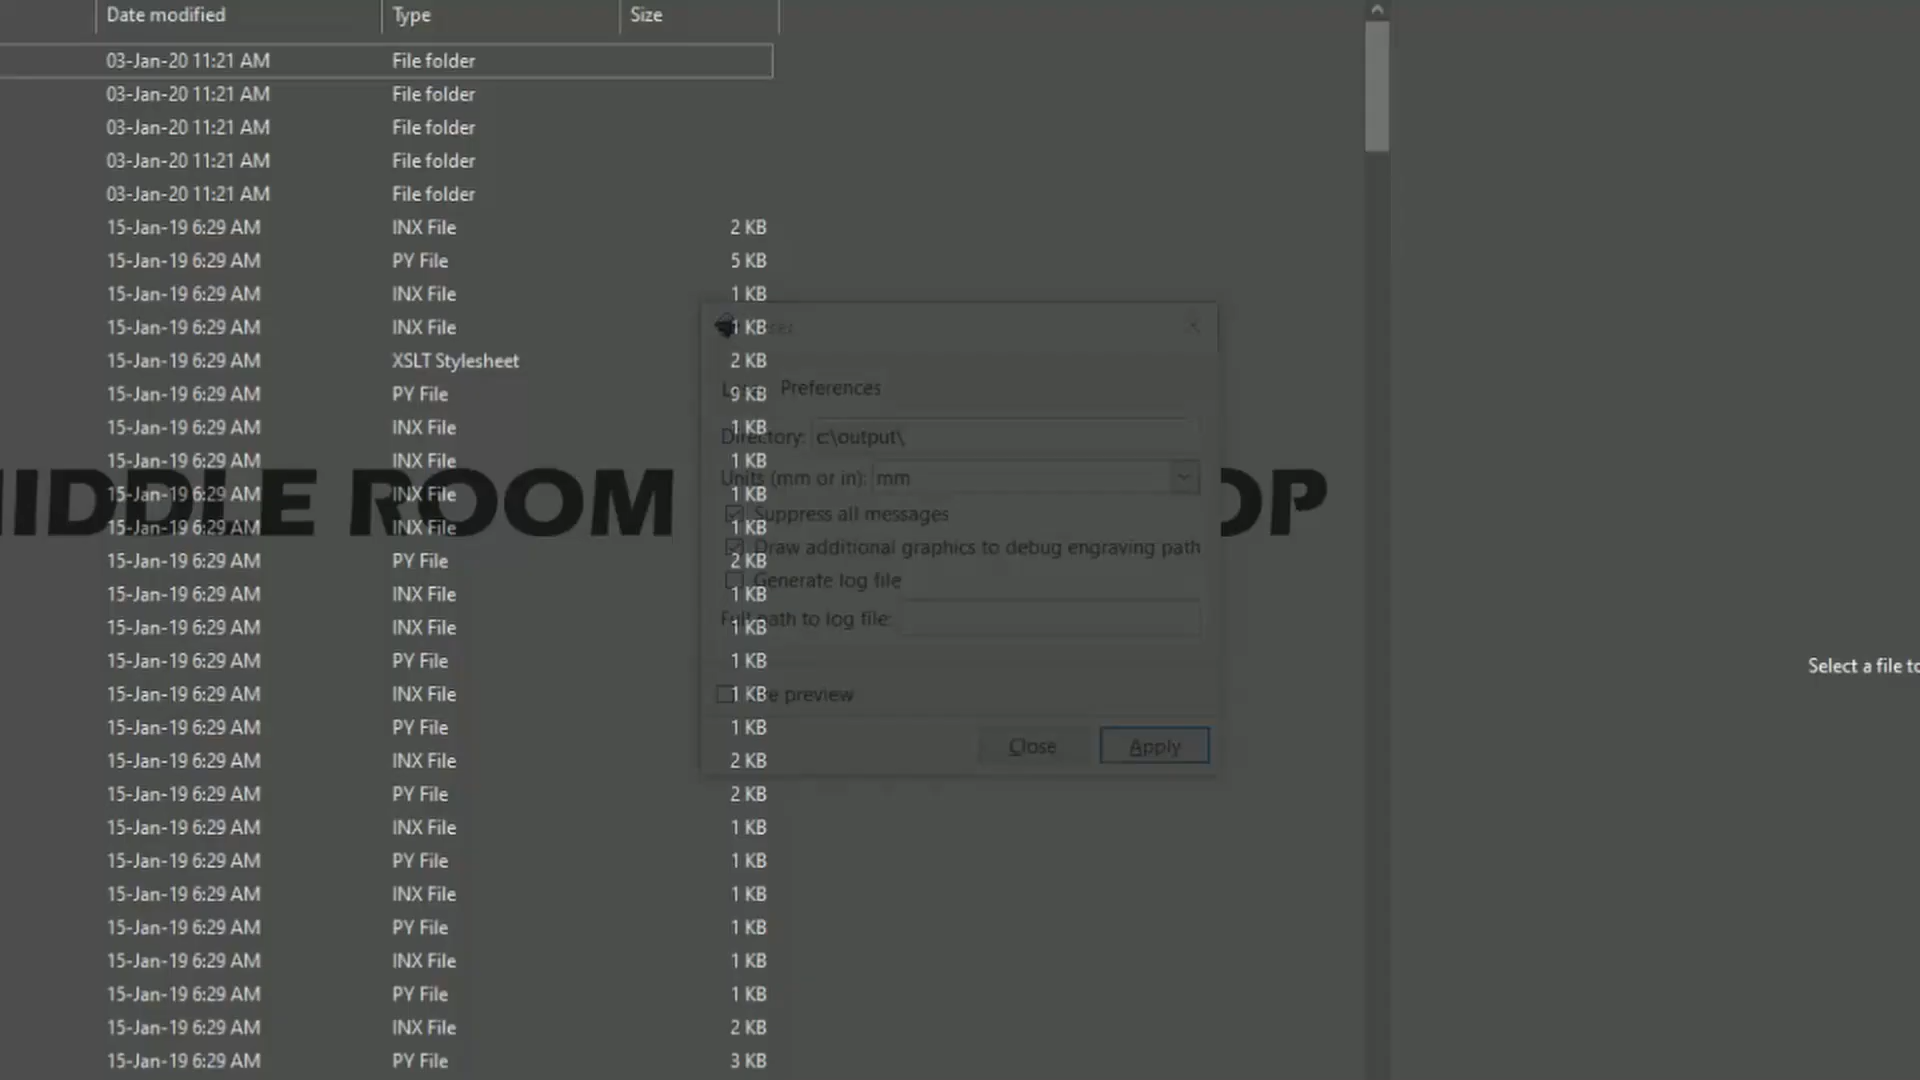 Date modified Type Size
03-Jan-20 11:21 AM File folder
03-Jan-20 11:21 AM File folder
03-Jan-20 11:21 AM File folder
03-Jan-20 11:21 AM File folder
03-Jan-20 11:21 AM File folder
15-Jan-19 6:29 AM INX File 2 KB
15-Jan-19 6:29 AM PY File 5 KB
15-Jan-19 6:29 AM INX File 1 KB
15-Jan-19 6:29 AM INX File 1 KB
15-Jan-19 6:29 AM XSLT Stylesheet 2 KB
15-Jan-19 6:29 AM PY File 9 KB
15-Jan-19 6:29 AM INX File 1 KB
15-Jan-19 6:29 AM INX File 1 KB
15-Jan-19 6:29 AM INX File 1 KB
15-Jan-19 6:29 AM INX File 1 KB
15-Jan-19 6:29 AM PY File 2 KB
15-Jan-19 6:29 AM INX File 1 KB
15-Jan-19 6:29 AM INX File 1 KB
15-Jan-19 6:29 AM PY File 1 KB
15-Jan-19 6:29 AM INX File 1 KB
15-Jan-19 6:29 AM PY File 1 KB
15-Jan-19 6:29 AM INX File 2 KB
15-Jan-19 6:29 AM PY File 2 KB
15-Jan-19 6:29 AM INX File 1 KB
15-Jan-19 6:29 AM PY File 1 KB
15-Jan-19 6:29 AM INX File 1 KB
15-Jan-19 6:29 AM PY File 1 KB
15-Jan-19 6:29 AM INX File 1 KB
15-Jan-19 6:29 AM PY File 1 KB
15-Jan-19 6:29 AM INX File 2 KB
15-Jan-19 6:29 AM PY File 3 KB
IDDLE ROOM OP
Preferences
Directory: c:\output\
Units (mm or in): mm
Suppress all messages
Draw additional graphics to debug engraving path
Generate log file
Full path to log file:
preview
Close Apply
Select a file to